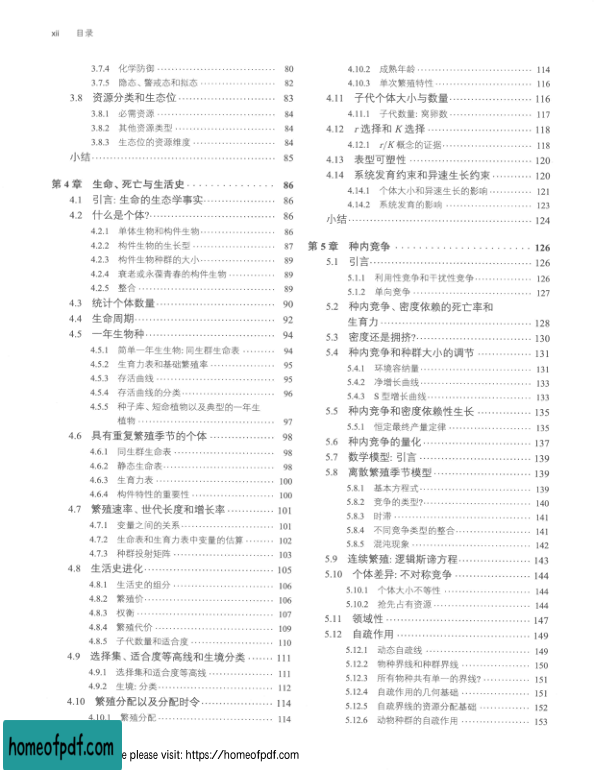 xii 目录
3.7.4 化学防御 80
3.7.5 隐态、警戒态和拟态 82
3.8 资源分类和生态位 83
3.8.1 必需资源 84
3.8.2 其他资源类型 84
3.8.3 生态位的资源维度 84
小结 85
第 4 章 生命、死亡与生活史 86
4.1 引言: 生命的生态学事实 86
4.2 什么是个体? 86
4.2.1 单体生物和构件生物 86
4.2.2 构件生物的生长型 87
4.2.3 构件生物种群的大小 89
4.2.4 衰老或永葆青春的构件生物 89
4.2.5 整合 89
4.3 统计个体数量 90
4.4 生命周期 92
4.5 一年生物种 94
4.5.1 简单一年生生物: 同生群生命表 94
4.5.2 生育力表和基础繁殖率 95
4.5.3 存活曲线 95
4.5.4 存活曲线的分类 96
4.5.5 种子库、短命植物以及典型的一年生
植物 97
4.6 具有重复繁殖季节的个体 98
4.6.1 同生群生命表 98
4.6.2 静态生命表 98
4.6.3 生育力表 100
4.6.4 构件特性的重要性 100
4.7 繁殖速率、世代长度和增长率 101
4.7.1 变量之间的关系 101
4.7.2 生命表和生育力表中变量的估算 102
4.7.3 种群投射矩阵 103
4.8 生活史进化 105
4.8.1 生活史的组分 106
4.8.2 繁殖价 106
4.8.3 权衡 107
4.8.4 繁殖代价 109
4.8.5 子代数量和适合度 110
4.9 选择集、适合度等高线和生境分类 111
4.9.1 选择集和适合度等高线 111
4.9.2 生境: 分类 112
4.10 繁殖分配以及分配时令 114
4.10.1 繁殖分配 114
4.10.2 成熟年龄 114
4.10.3 单次繁殖特性 116
4.11 子代个体大小与数量 116
4.11.1 子代数量: 窝卵数 117
4.12 r 选择和 K 选择 118
4.12.1 r/K 概念的证据 118
4.13 表型可塑性 120
4.14 系统发育约束和异速生长约束 120
4.14.1 个体大小和异速生长的影响 121
4.14.2 系统发育的影响 123
小结 124
第 5 章 种内竞争 126
5.1 引言 126
5.1.1 利用性竞争和干扰性竞争 126
5.1.2 单向竞争 127
5.2 种内竞争、密度依赖的死亡率和
生育力 128
5.3 密度还是拥挤? 130
5.4 种内竞争和种群大小的调节 131
5.4.1 环境容纳量 131
5.4.2 净增长曲线 133
5.4.3 S 型增长曲线 133
5.5 种内竞争和密度依赖性生长 135
5.5.1 恒定最终产量定律 135
5.6 种内竞争的量化 137
5.7 数学模型: 引言 139
5.8 离散繁殖季节模型 139
5.8.1 基本方程式 139
5.8.2 竞争的类型? 140
5.8.3 时滞 141
5.8.4 不同竞争类型的整合 141
5.8.5 混沌现象 142
5.9 连续繁殖: 逻辑斯谛方程 143
5.10 个体差异: 不对称竞争 144
5.10.1 个体大小不等性 144
5.10.2 抢先占有资源 144
5.11 领域性 147
5.12 自疏作用 149
5.12.1 动态自疏线 149
5.12.2 物种界线和种群界线 150
5.12.3 所有物种共有单一的界线? 151
5.12.4 自疏作用的几何基础 151
5.12.5 自疏界线的资源分配基础 152
5.12.6 动物种群的自疏作用 153
homeofpdf.com
e please visit: https://homeofpdf.com